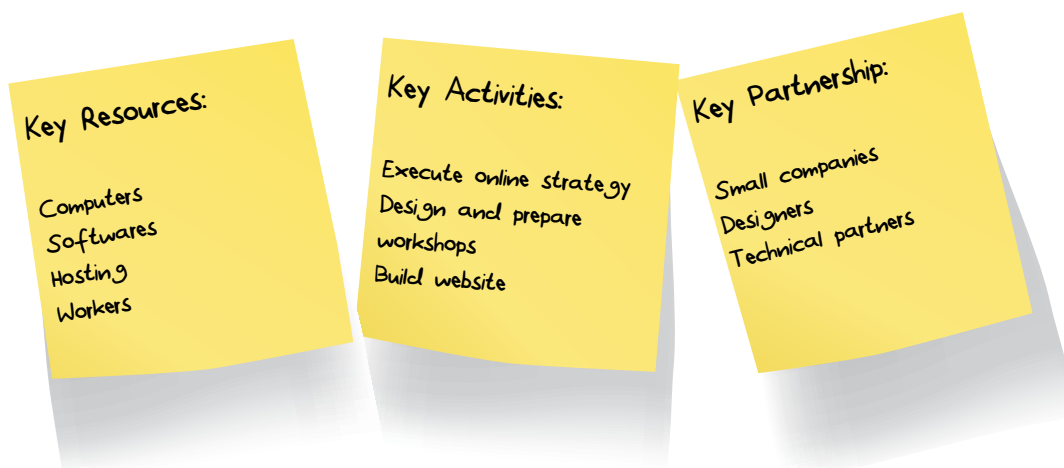 Key Resources:
Computers
Softwares
Hosting
Workers
Key Activities:
Execute online strategy
Design and prepare
workshops
Build website
Key Partnership:
Small companies
Designers
Technical partners